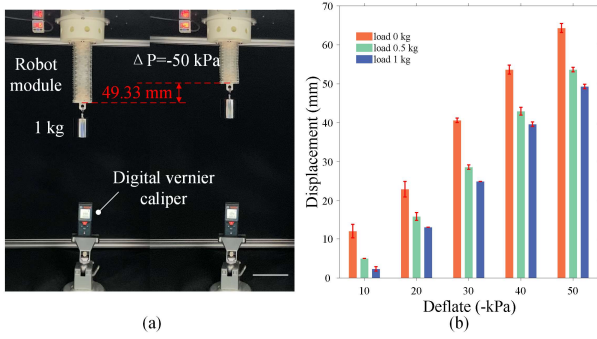 Robot
module
Δ P=-50 kPa
49.33 mm
1 kg
Digital vernier
caliper
(a)
70
60
50
40
30
20
10
0
Displacement (mm)
load 0 kg
load 0.5 kg
load 1 kg
10 20 30 40 50
Deflate (-kPa)
(b)